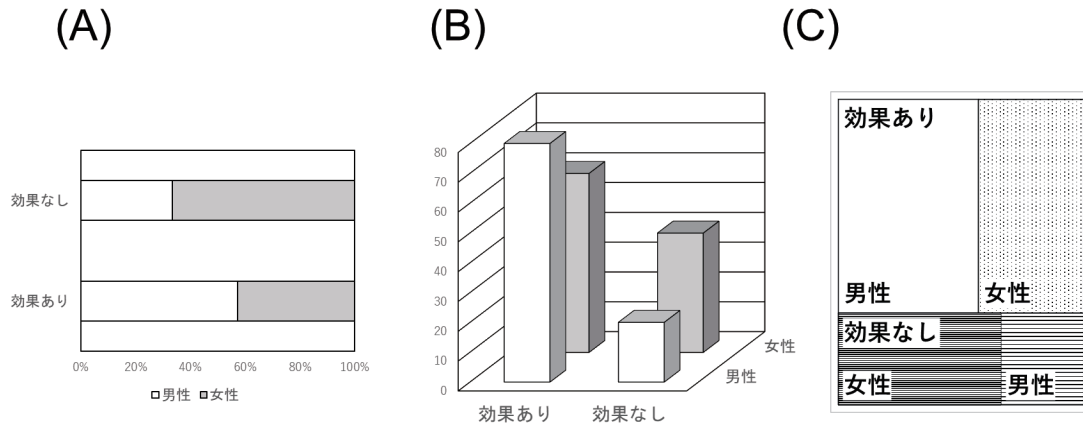 (A)
効果なし
効果あり
0% 20% 40% 60% 80% 100%
□男性 ■女性
(B)
80
70
60
50
40
30
20
10
0
女性
男性
効果あり 効果なし
(C)
効果あり
男性 女性
効果なし
女性 男性